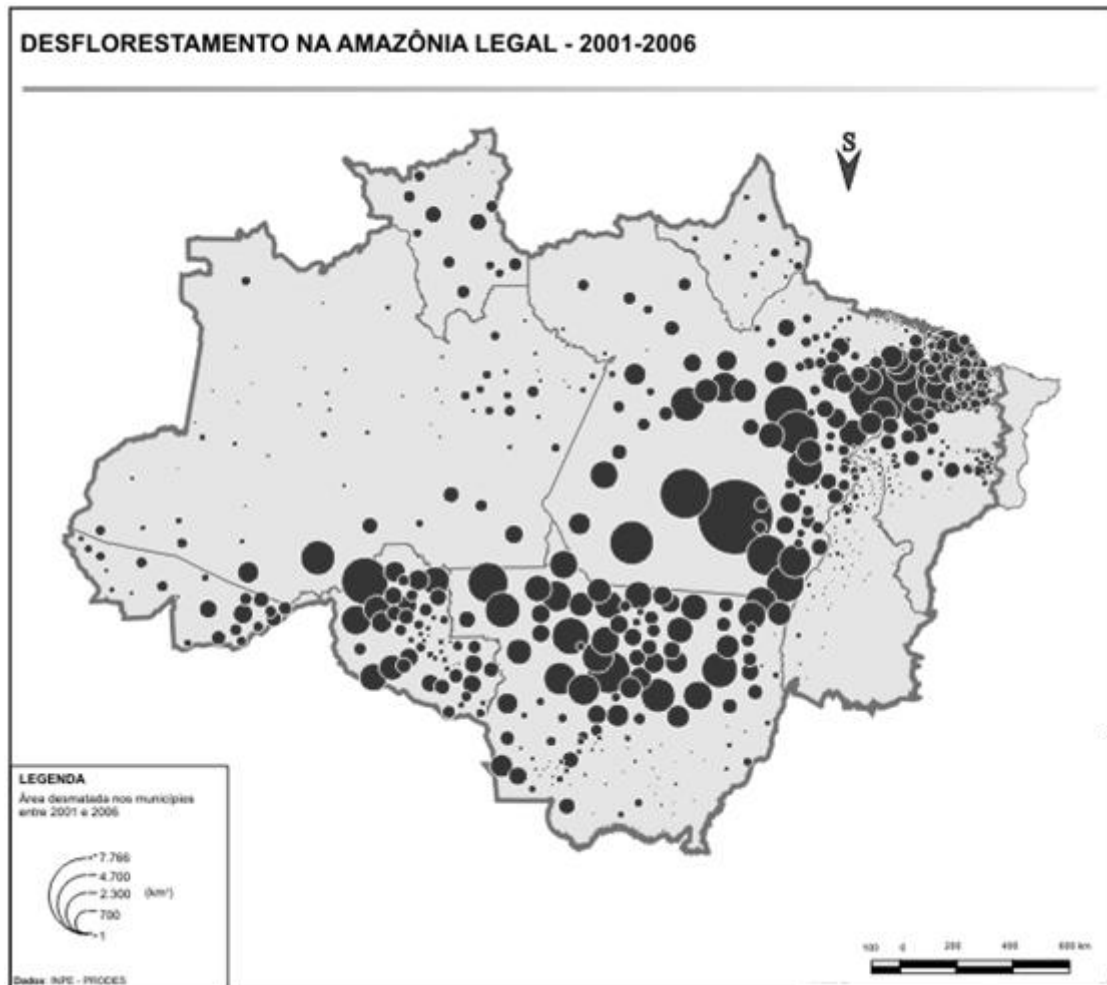 DESFLORESTAMENTO NA AMAZÔNIA LEGAL - 2001-2006
S
LEGENDA
Área desmatada nos municípios
entre 2001 e 2006
7.766
4.700
2.300 (km²)
700
1
100 0 200 400 600 km
Dados: INPE - PRODES